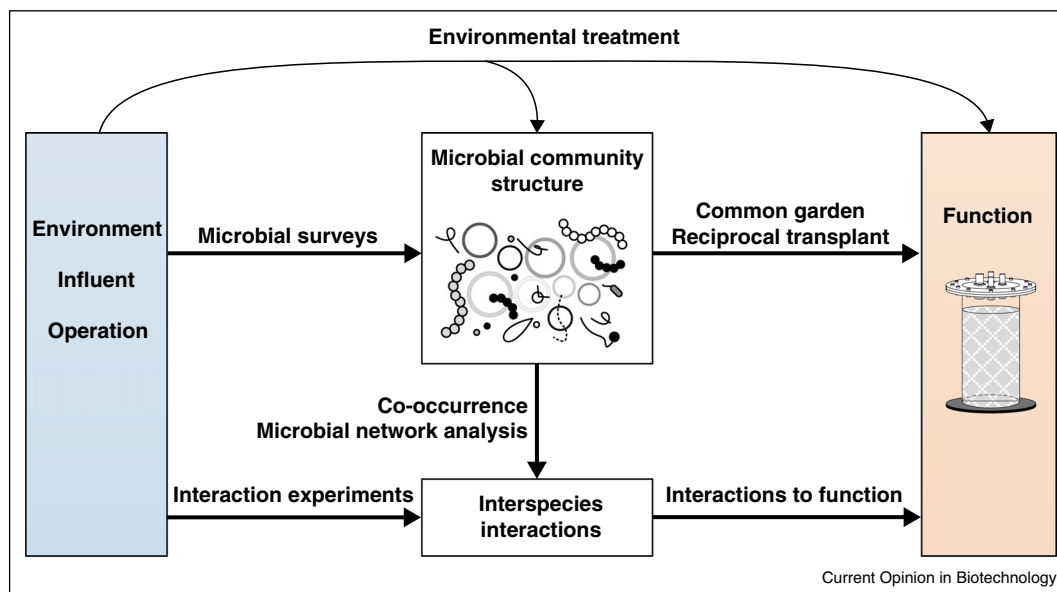 Environmental treatment
Environment
Influent
Operation
Microbial surveys
Microbial community
structure
Common garden
Reciprocal transplant
Function
Co-occurrence
Microbial network analysis
Interaction experiments
Interspecies
interactions
Interactions to function
Current Opinion in Biotechnology